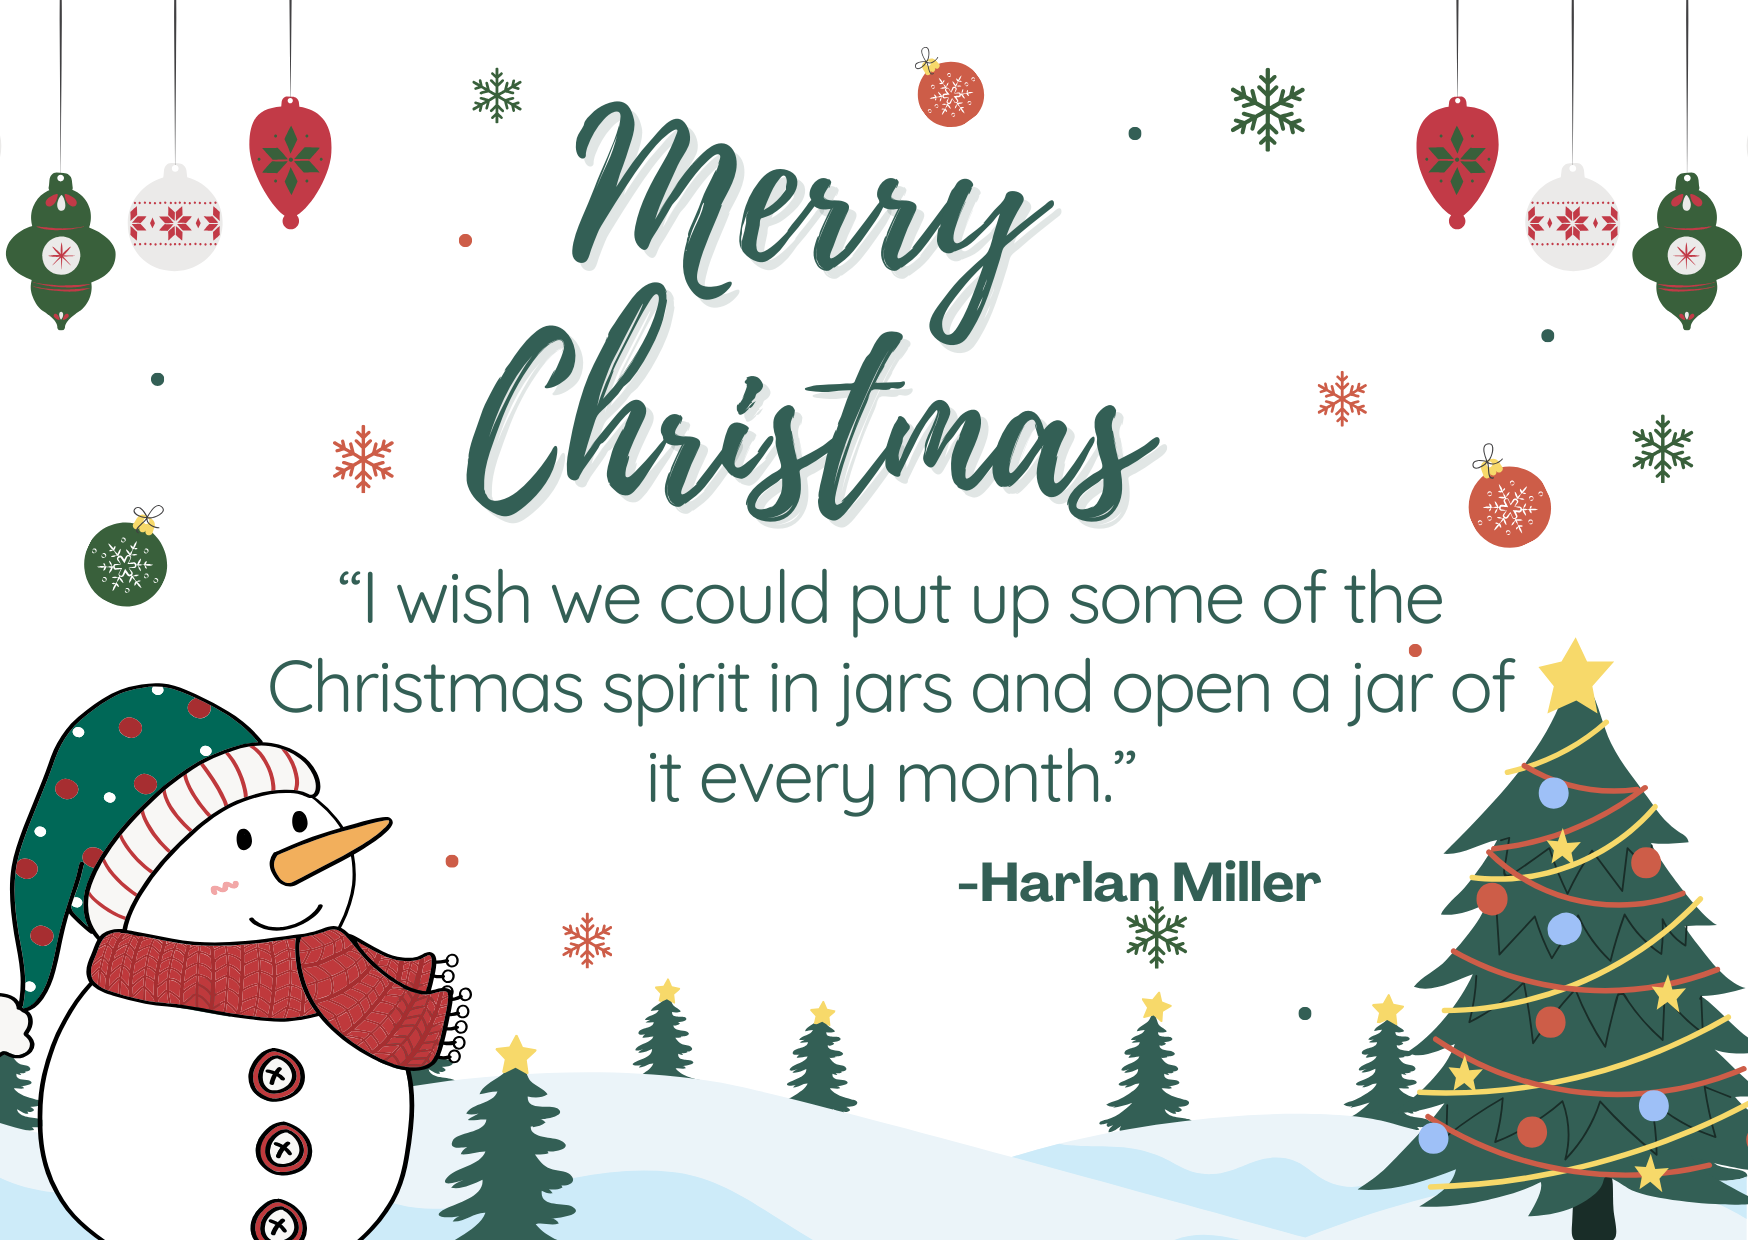 Merry
Christmas
“I wish we could put up some of the
Christmas spirit in jars and open a jar of
it every month.”
-Harlan Miller